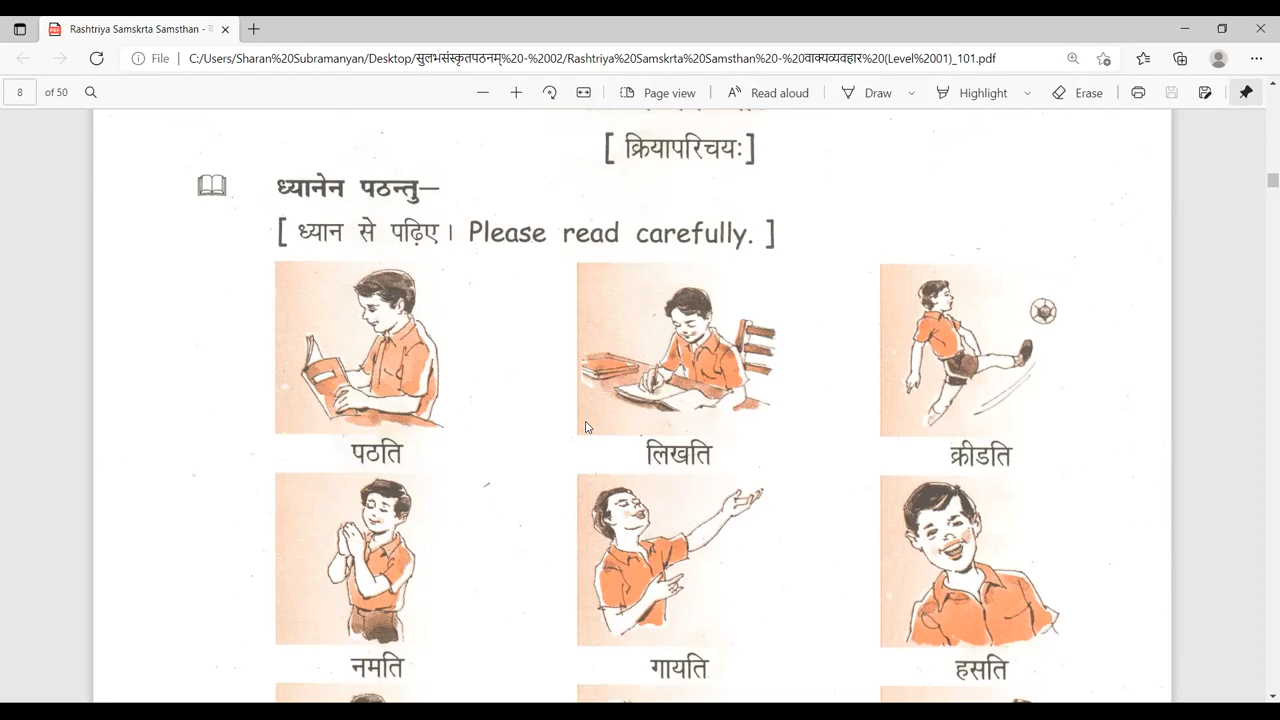 Rashtriya Samskrta Samsthan -
File
C:/Users/Sharan%20Subramanyan/Desktop/सुलभसंस्कृतपठनम्%20-%2002/Rashtriya%20Samskrta%20Samsthan%20-%20वाक्यव्यवहार%20(Level%2001)_101.pdf
8 of 50
Page view
Read aloud
Draw
Highlight
Erase
[ क्रियापरिचयः]
ध्यानेन पठन्तु–
[ ध्यान से पढ़िए। Please read carefully. ]
पठति
लिखति
क्रीडति
नमति
गायति
हसति